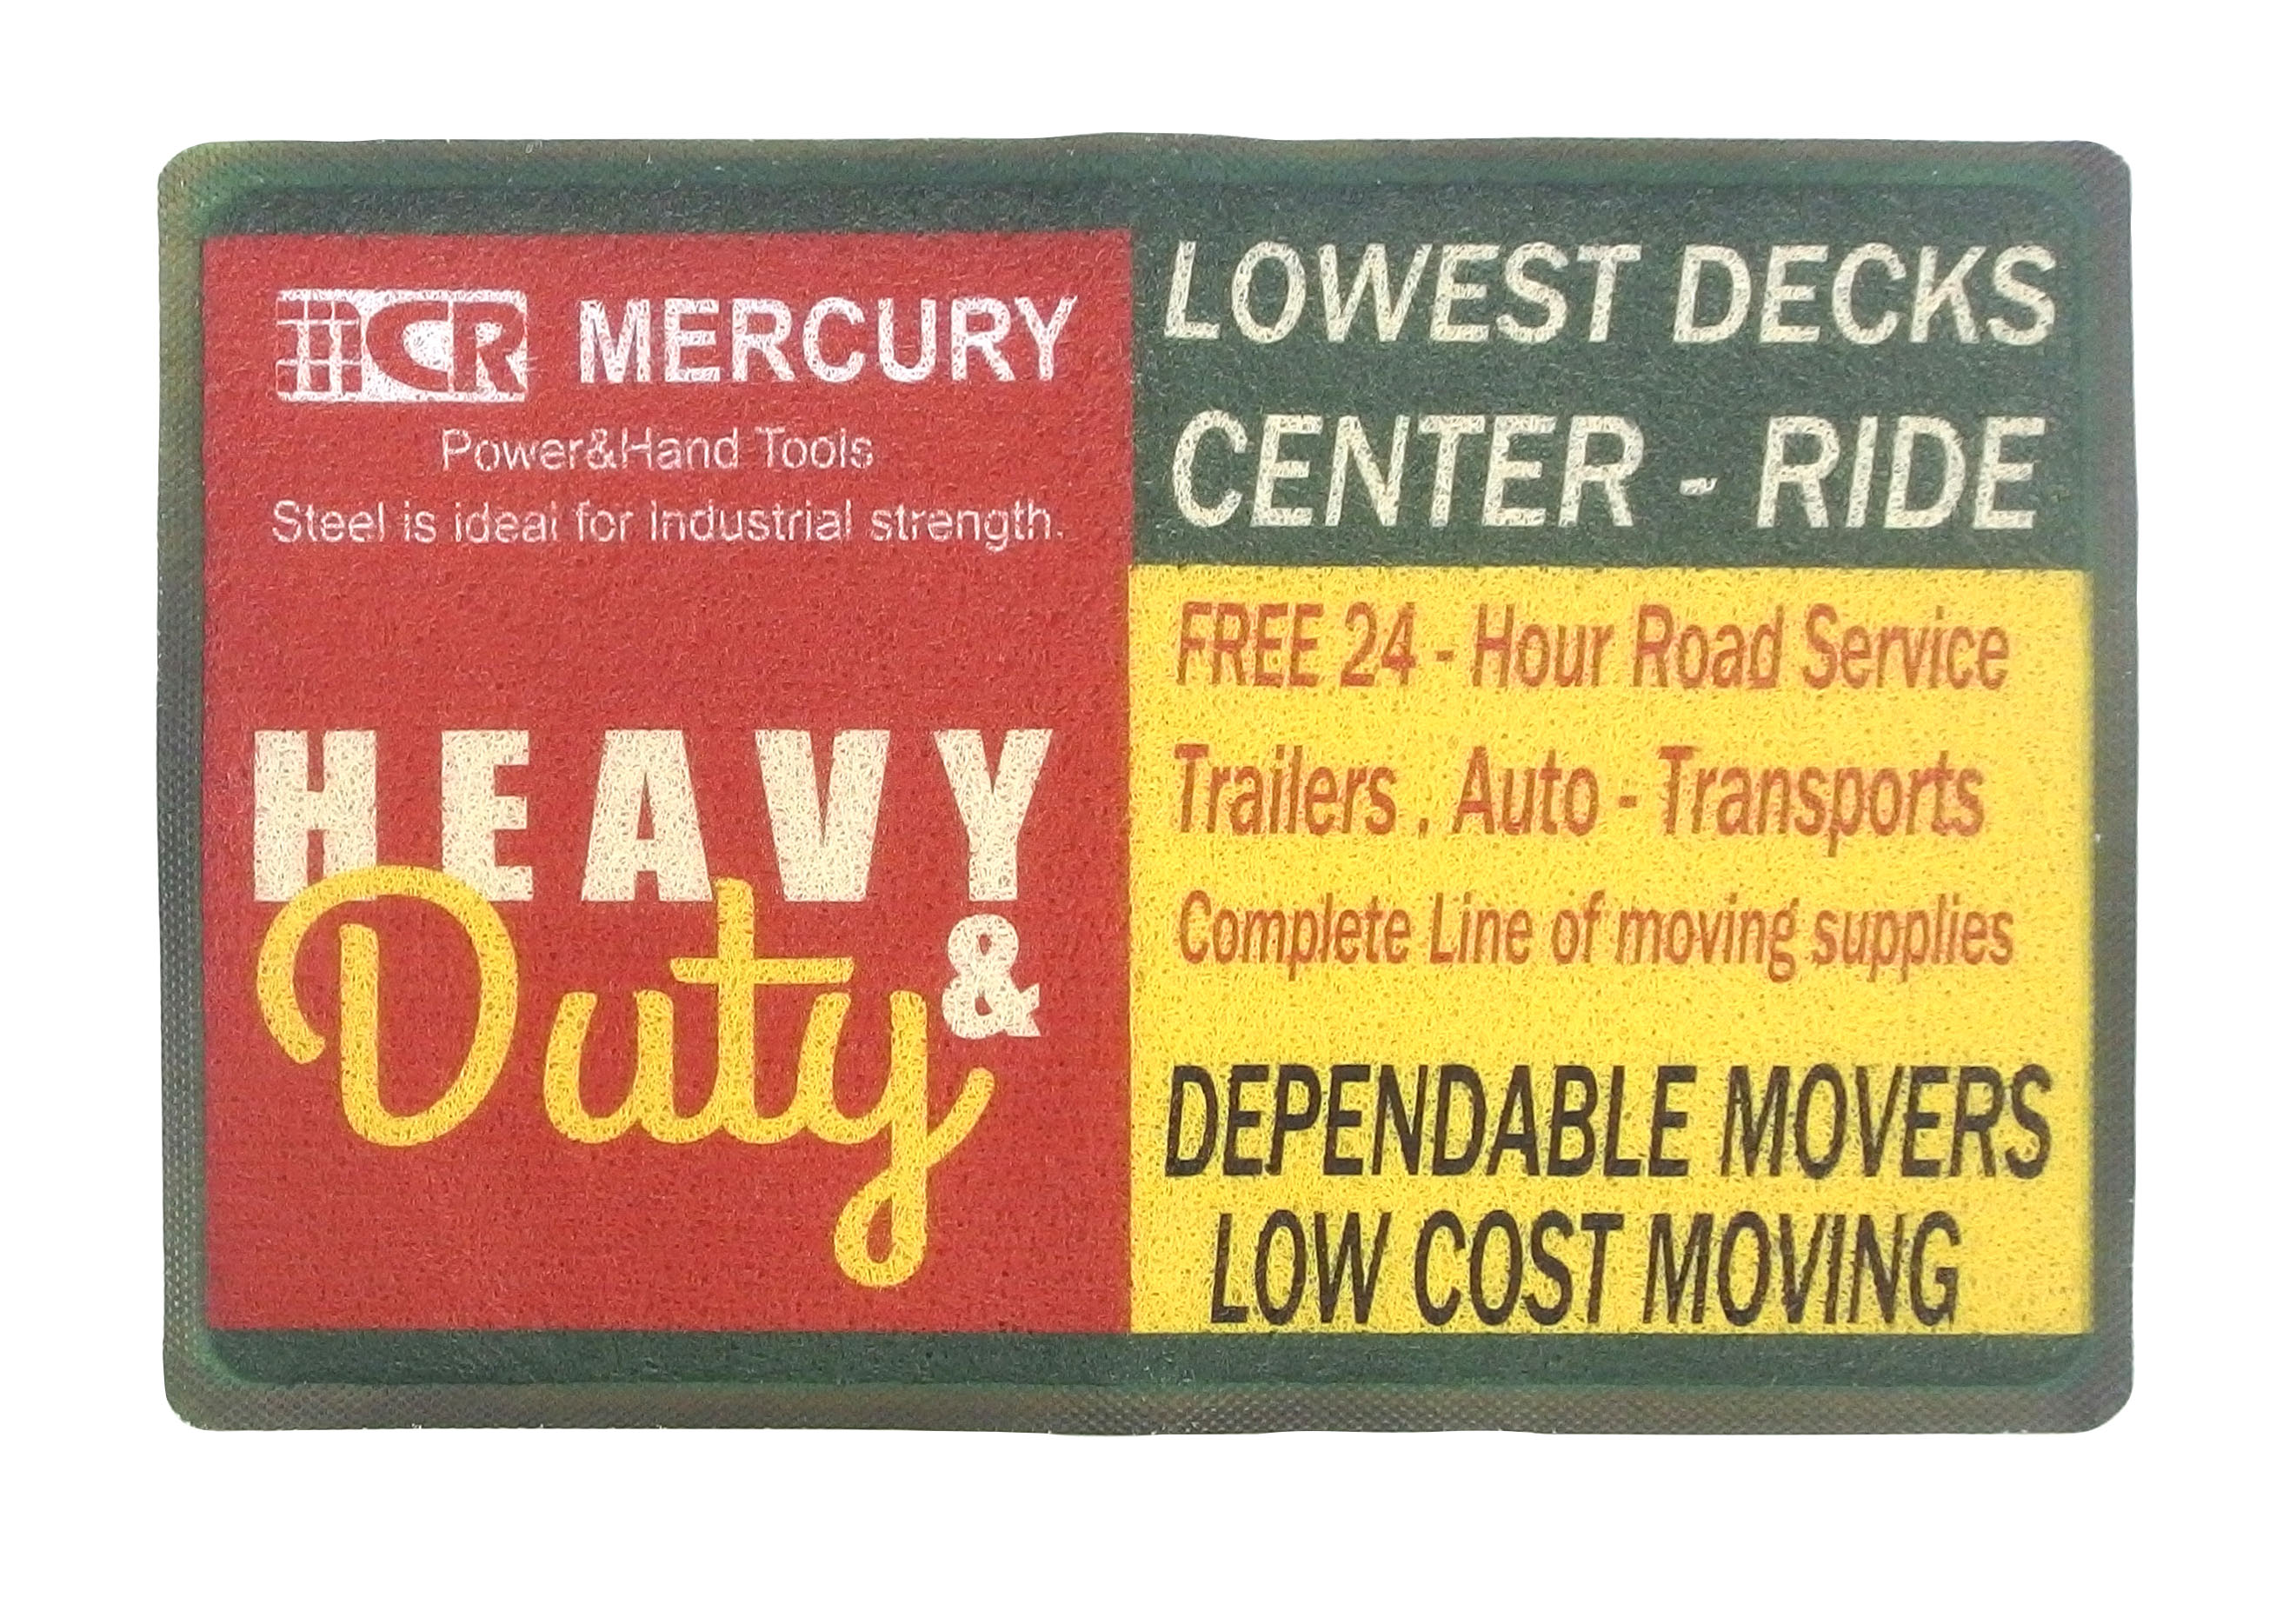 CR MERCURY
Power&Hand Tools
Steel is ideal for Industrial strength.
HEAVY
Duty &
LOWEST DECKS
CENTER - RIDE
FREE 24 - Hour Road Service
Trailers . Auto - Transports
Complete Line of moving supplies
DEPENDABLE MOVERS
LOW COST MOVING